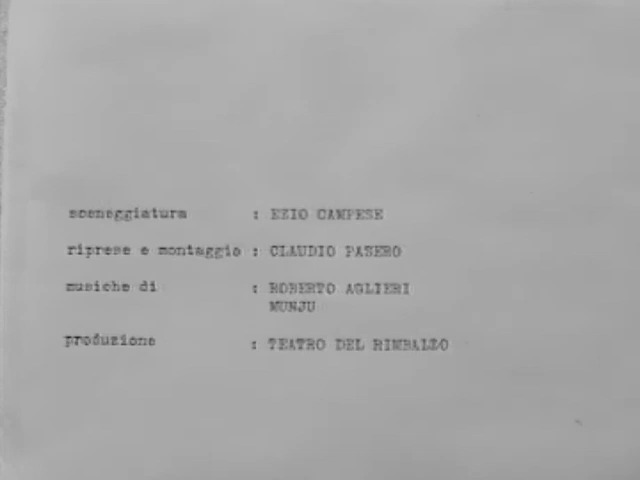 sceneggiatura : EZIO CAMPESE
riprese e montaggio : CLAUDIO PASERO
musiche di : ROBERTO AGLIERI
MUNJU
produzione : TEATRO DEL RIMBALZO